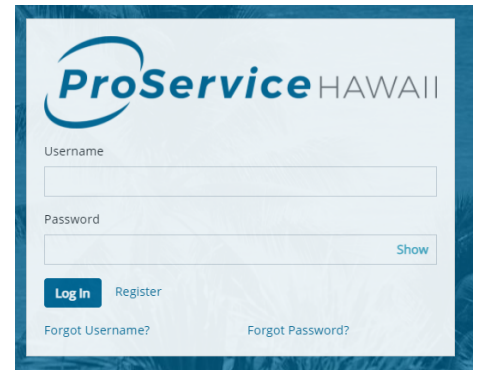 ProService HAWAII
Username
Password
Show
Log In Register
Forgot Username? Forgot Password?